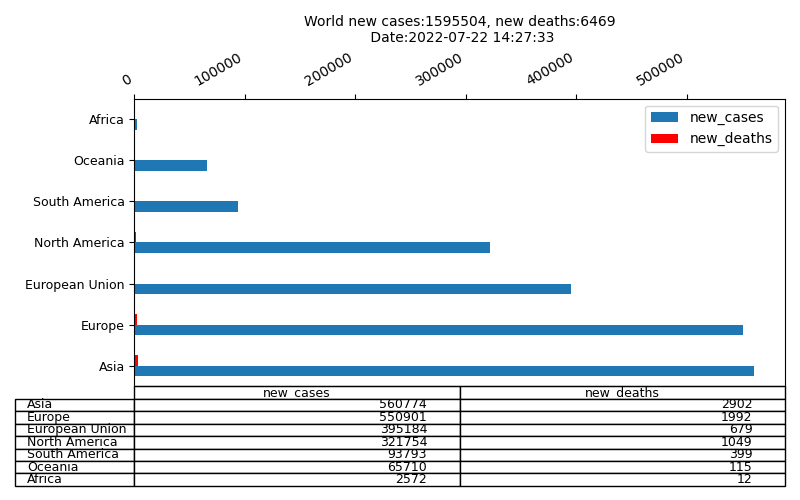 World new cases:1595504, new deaths:6469
Date:2022-07-22 14:27:33
0 100000 200000 300000 400000 500000
new_cases
new_deaths
Africa
Oceania
South America
North America
European Union
Europe
Asia
new_cases new_deaths
Asia 560774 2902
Europe 550901 1992
European Union 395184 679
North America 321754 1049
South America 93793 399
Oceania 65710 115
Africa 2572 12